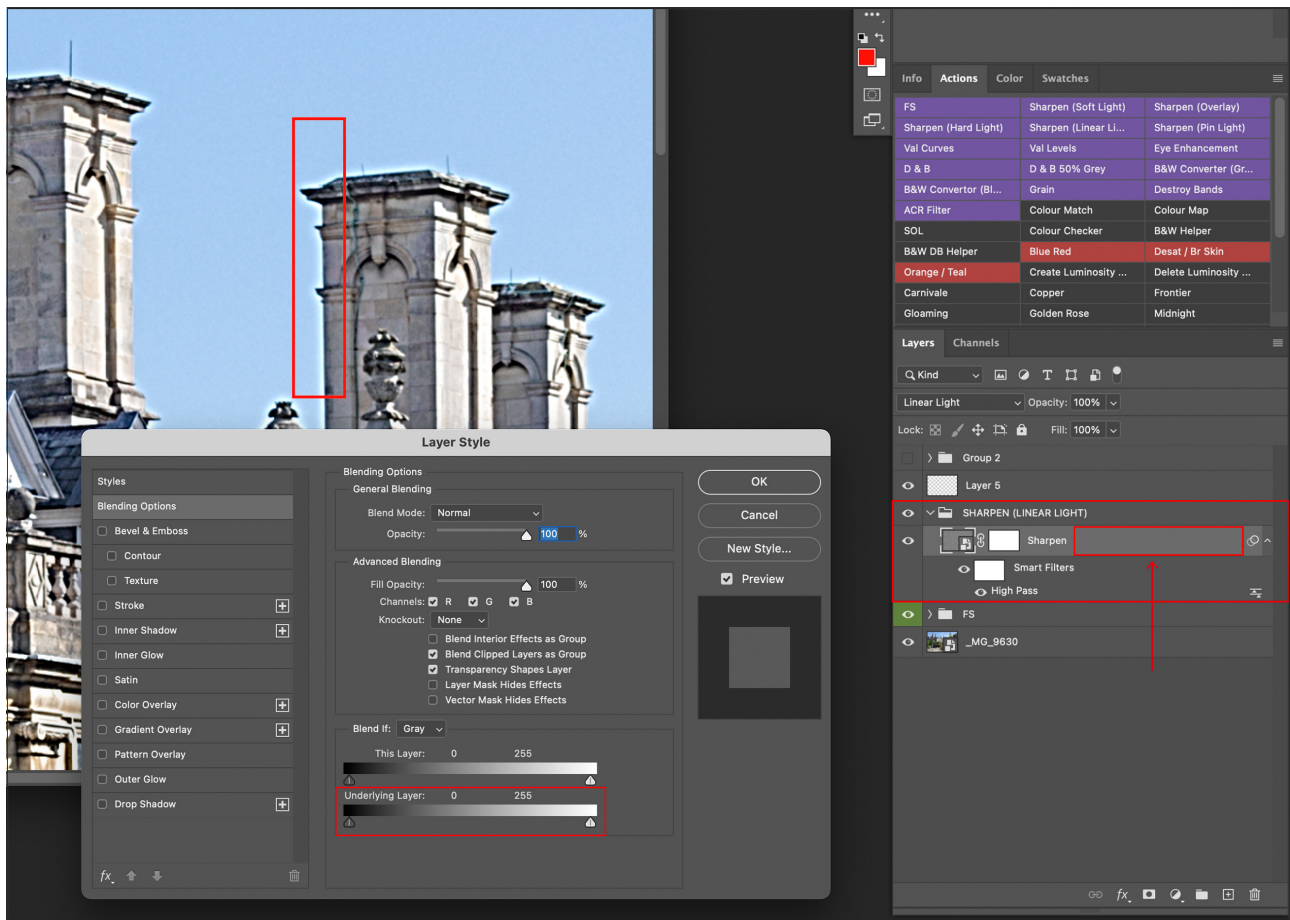 Info Actions Color Swatches
FS Sharpen (Soft Light) Sharpen (Overlay)
Sharpen (Hard Light) Sharpen (Linear Li... Sharpen (Pin Light)
Val Curves Val Levels Eye Enhancement
D & B D & B 50% Grey B&W Converter (Gr...
B&W Convertor (Bl... Grain Destroy Bands
ACR Filter Colour Match Colour Map
SOL Colour Checker B&W Helper
B&W DB Helper Blue Red Desat / Br Skin
Orange / Teal Create Luminosity ... Delete Luminosity ...
Carnivale Copper Frontier
Gloaming Golden Rose Midnight
Layers Channels
Kind
Linear Light Opacity: 100%
Lock: Fill: 100%
Group 2
Layer 5
SHARPEN (LINEAR LIGHT)
Sharpen
Smart Filters
High Pass
FS
_MG_9630
fx
Layer Style
Styles
Blending Options
Bevel & Emboss
Contour
Texture
Stroke
Inner Shadow
Inner Glow
Satin
Color Overlay
Gradient Overlay
Pattern Overlay
Outer Glow
Drop Shadow
fx
Blending Options
General Blending
Blend Mode: Normal
Opacity: 100 %
Advanced Blending
Fill Opacity: 100 %
Channels: R G B
Knockout: None
Blend Interior Effects as Group
Blend Clipped Layers as Group
Transparency Shapes Layer
Layer Mask Hides Effects
Vector Mask Hides Effects
Blend If: Gray
This Layer: 0 255
Underlying Layer: 0 255
OK
Cancel
New Style...
Preview